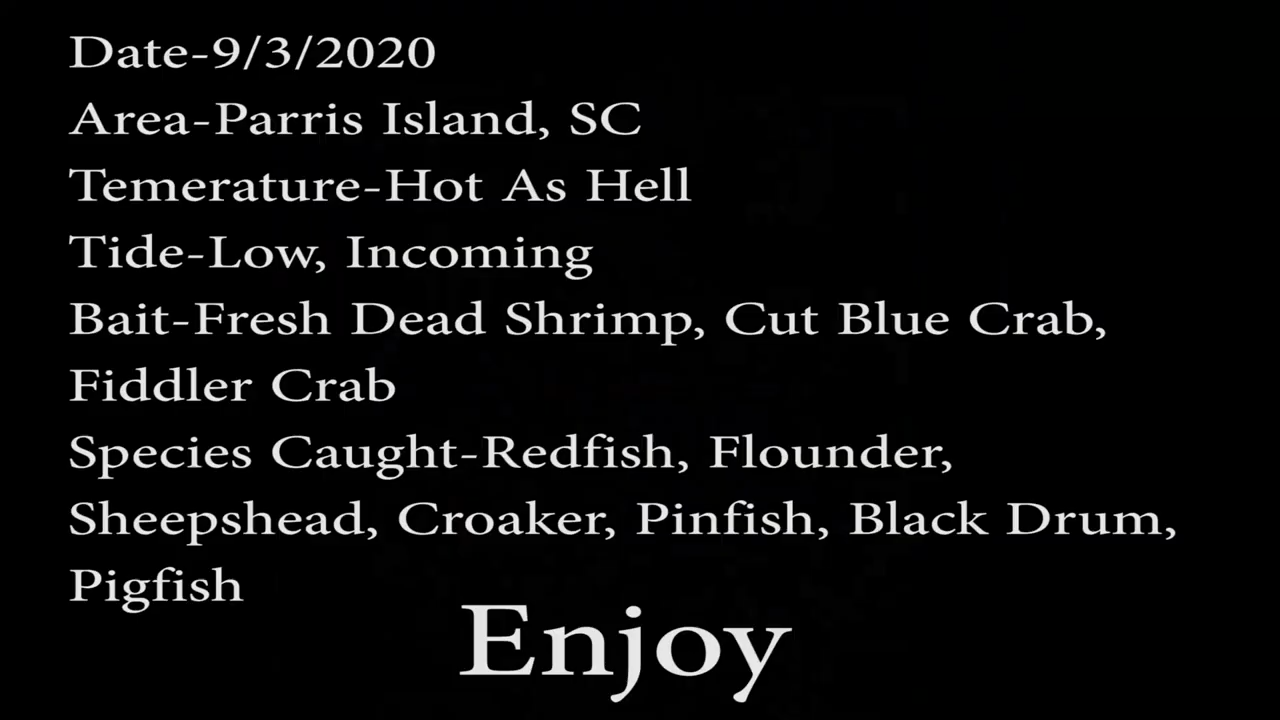 Date-9/3/2020
Area-Parris Island, SC
Temerature-Hot As Hell
Tide-Low, Incoming
Bait-Fresh Dead Shrimp, Cut Blue Crab,
Fiddler Crab
Species Caught-Redfish, Flounder,
Sheepshead, Croaker, Pinfish, Black Drum,
Pigfish
Enjoy